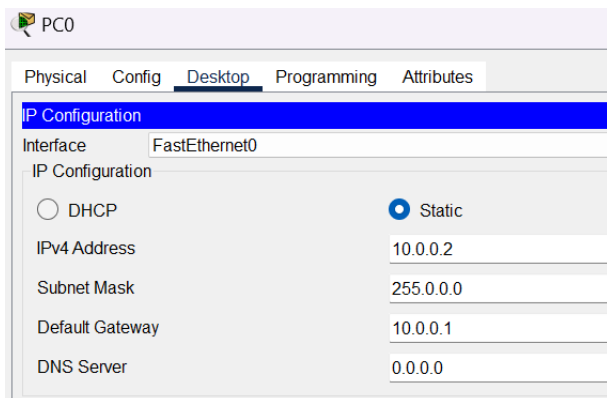 PC0
Physical Config Desktop Programming Attributes
IP Configuration
Interface FastEthernet0
IP Configuration
DHCP Static
IPv4 Address 10.0.0.2
Subnet Mask 255.0.0.0
Default Gateway 10.0.0.1
DNS Server 0.0.0.0